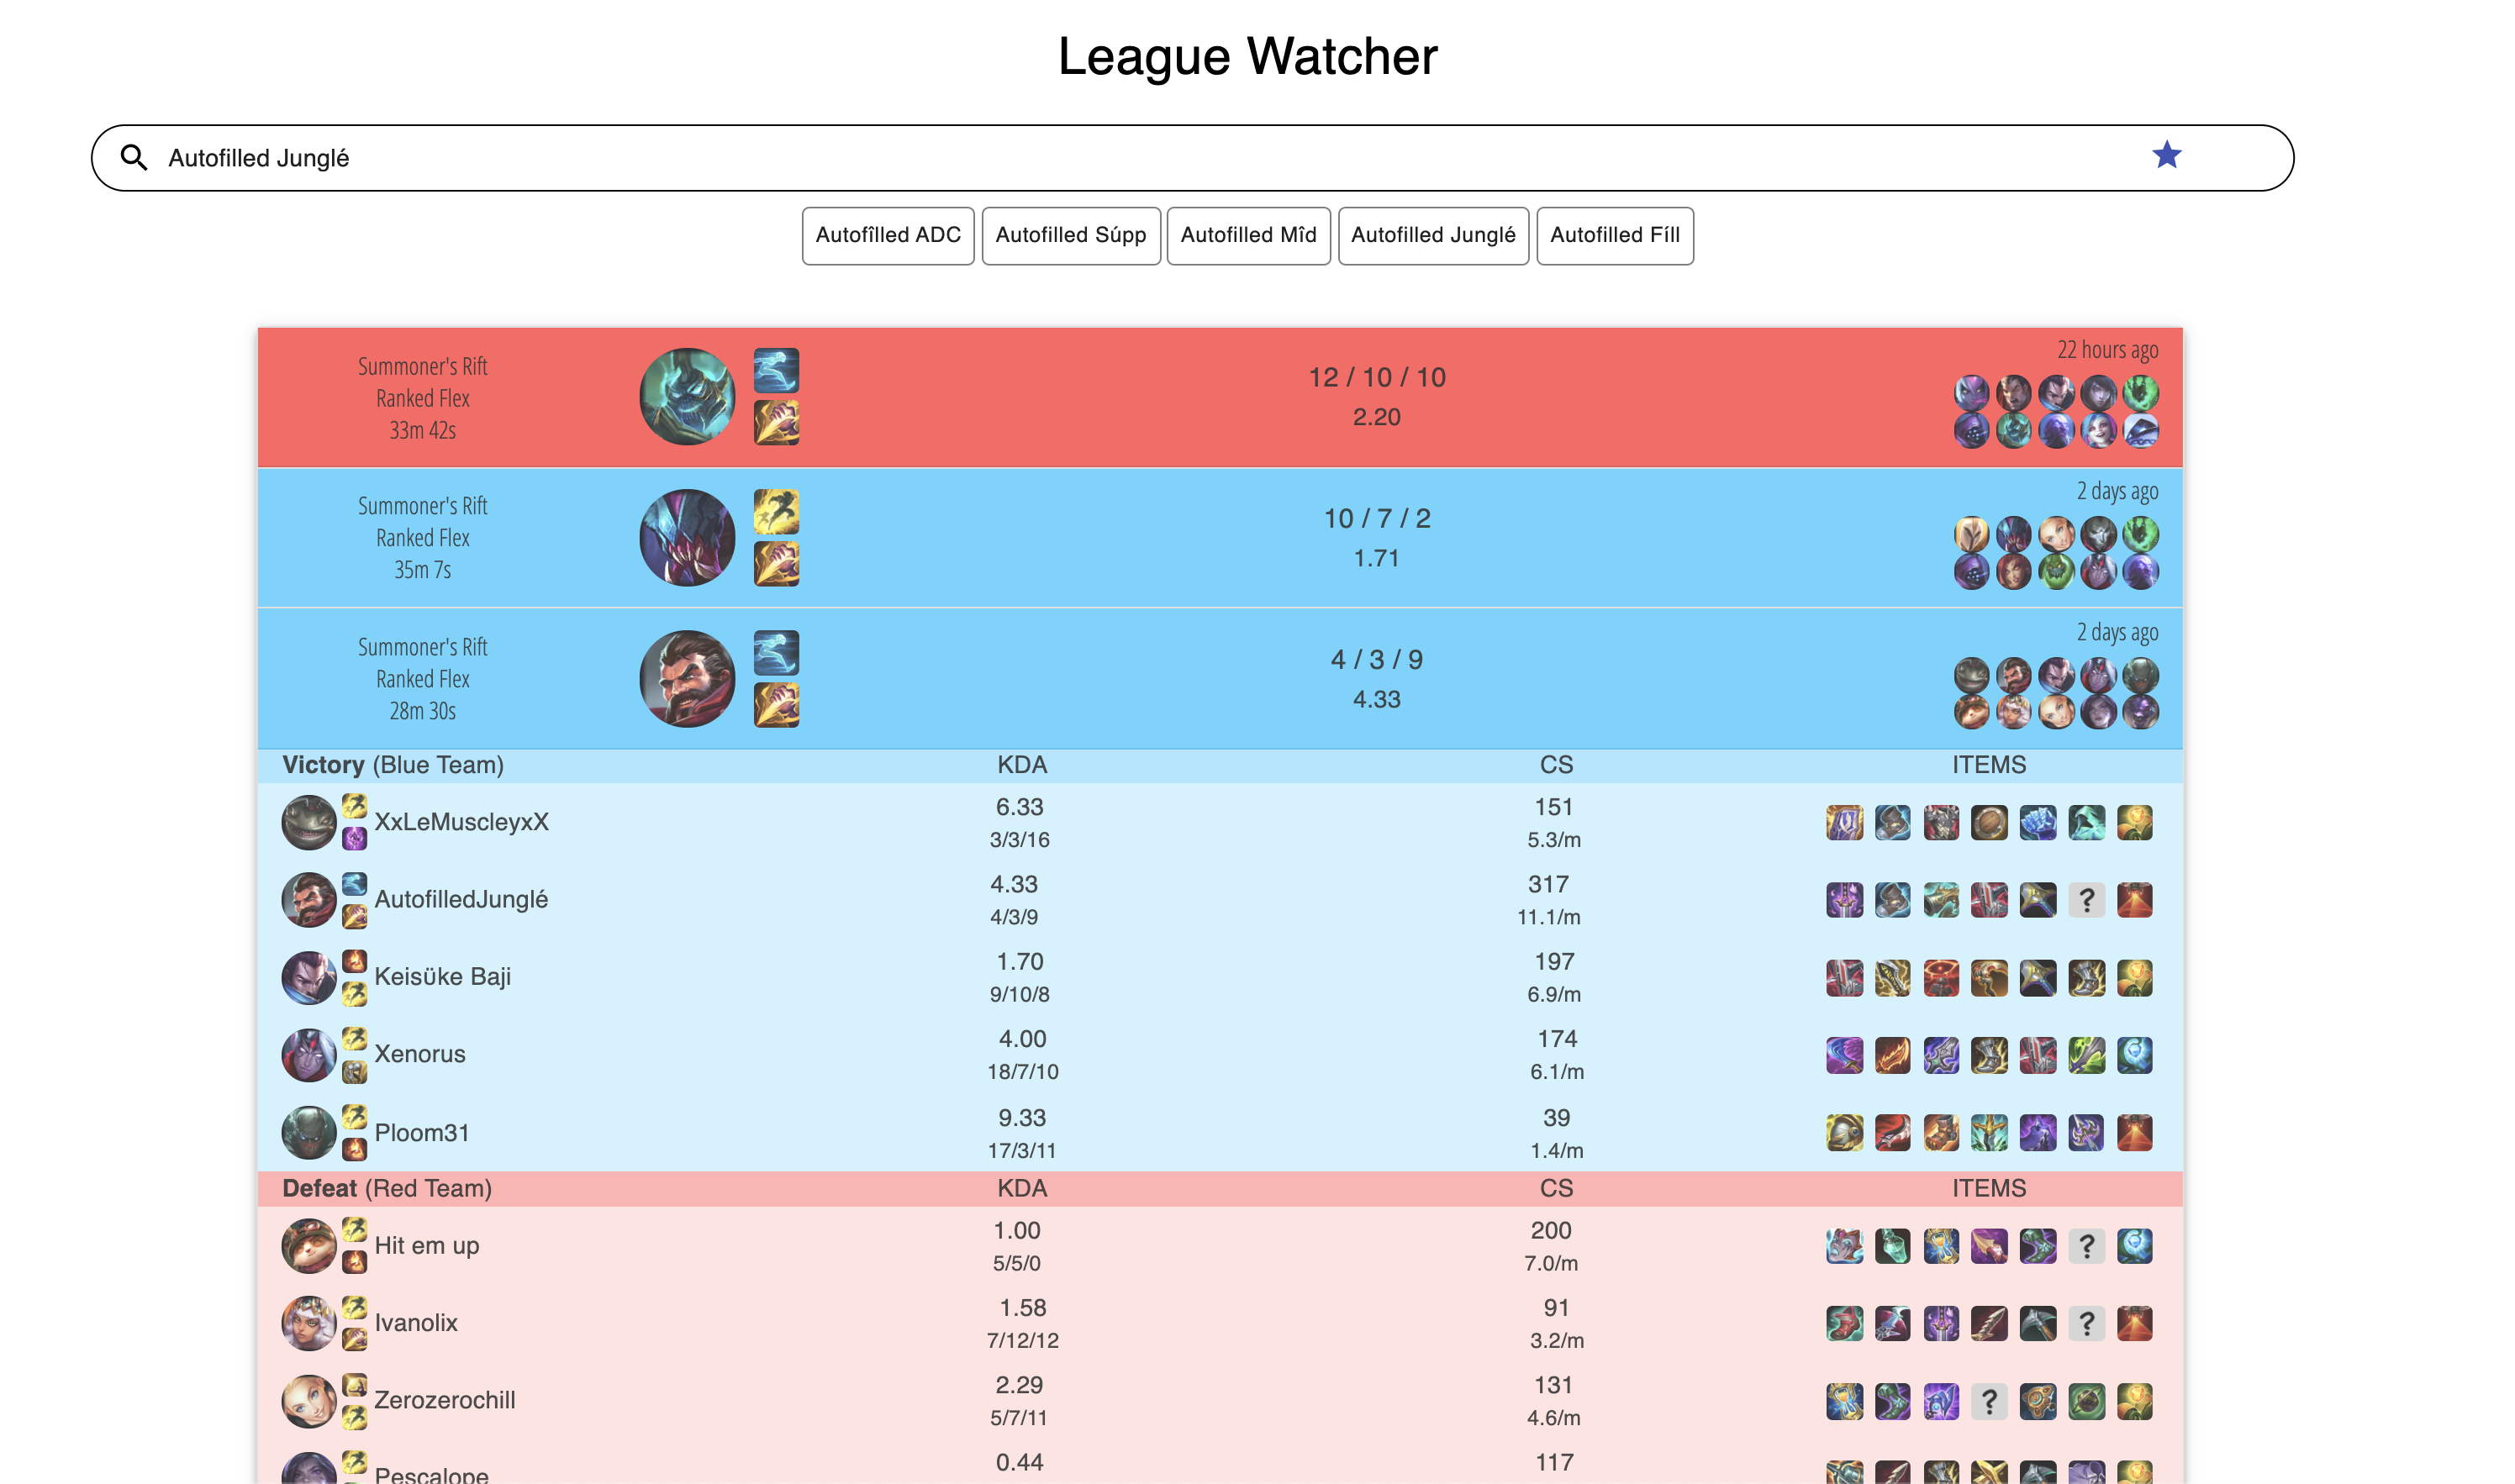 League Watcher
Autofilled Junglé
Autofîlled ADC Autofilled Súpp Autofilled Mîd Autofilled Junglé Autofilled Fíll
Summoner's Rift
Ranked Flex
33m 42s
12 / 10 / 10
2.20
22 hours ago
Summoner's Rift
Ranked Flex
35m 7s
10 / 7 / 2
1.71
2 days ago
Summoner's Rift
Ranked Flex
28m 30s
4 / 3 / 9
4.33
2 days ago
Victory (Blue Team) KDA CS ITEMS
XxLeMuscleyxX
6.33
3/3/16
151
5.3/m
AutofilledJunglé
4.33
4/3/9
317
11.1/m
?
Keisüke Baji
1.70
9/10/8
197
6.9/m
Xenorus
4.00
18/7/10
174
6.1/m
Ploom31
9.33
17/3/11
39
1.4/m
Defeat (Red Team) KDA CS ITEMS
Hit em up
1.00
5/5/0
200
7.0/m
?
Ivanolix
1.58
7/12/12
91
3.2/m
?
Zerozerochill
2.29
5/7/11
131
4.6/m
?
Pescalope
0.44
117